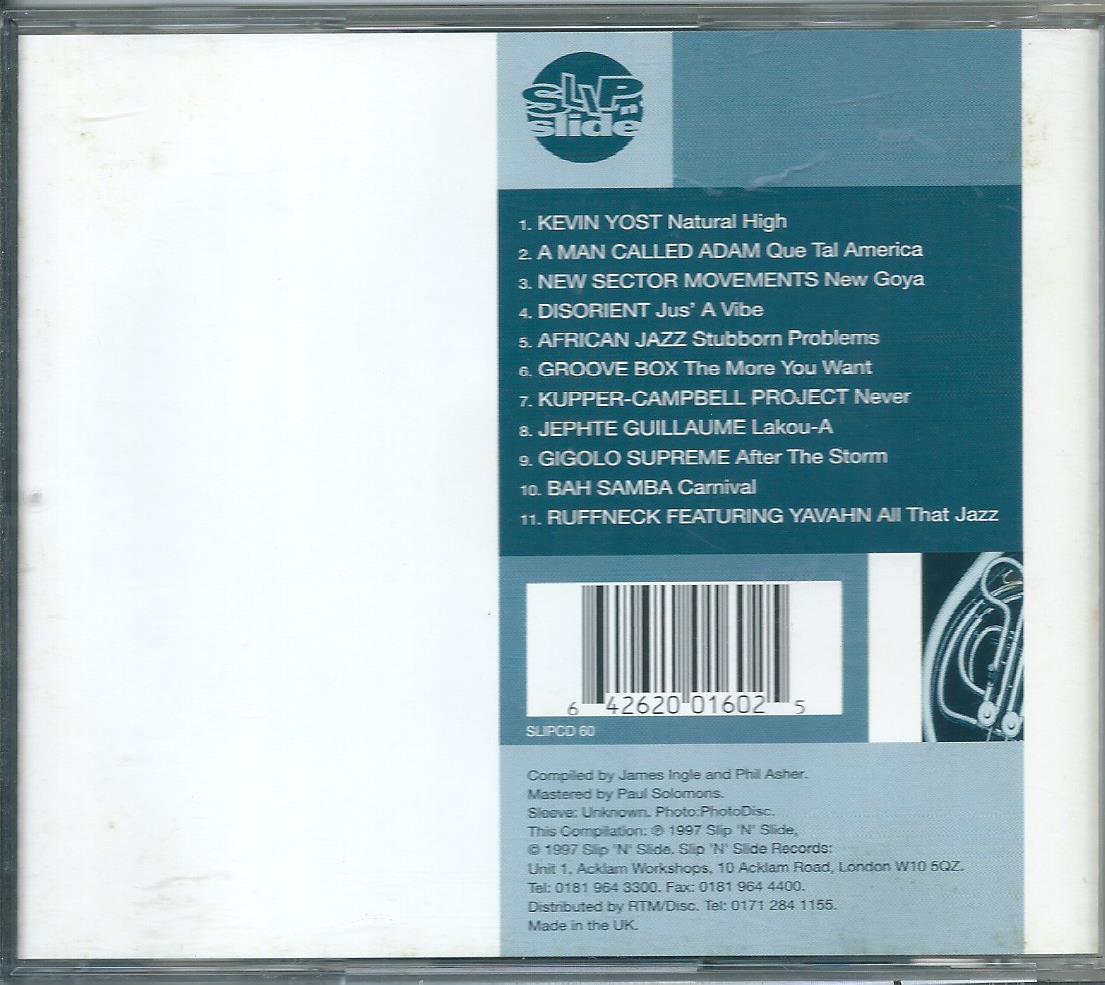 SLIP 'n'
slide
1. KEVIN YOST Natural High
2. A MAN CALLED ADAM Que Tal America
3. NEW SECTOR MOVEMENTS New Goya
4. DISORIENT Jus' A Vibe
5. AFRICAN JAZZ Stubborn Problems
6. GROOVE BOX The More You Want
7. KUPPER-CAMPBELL PROJECT Never
8. JEPHTE GUILLAUME Lakou-A
9. GIGOLO SUPREME After The Storm
10. BAH SAMBA Carnival
11. RUFFNECK FEATURING YAVAHN All That Jazz
6 42620 01602 5
SLIPCD 60
Compiled by James Ingle and Phil Asher.
Mastered by Paul Solomons.
Sleeve: Unknown. Photo:PhotoDisc.
This Compilation: ℗ 1997 Slip 'N' Slide,
© 1997 Slip 'N' Slide. Slip 'N' Slide Records:
Unit 1, Acklam Workshops, 10 Acklam Road, London W10 5QZ.
Tel: 0181 964 3300. Fax: 0181 964 4400.
Distributed by RTM/Disc. Tel: 0171 284 1155.
Made in the UK.